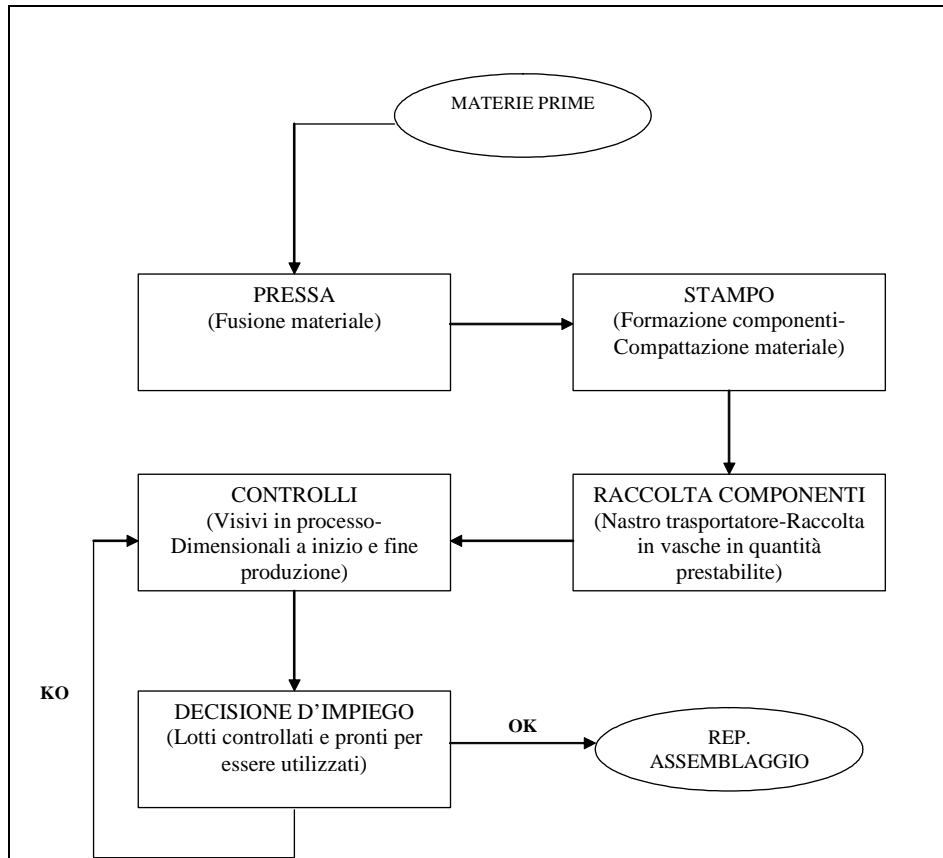 MATERIE PRIME
PRESSA
(Fusione materiale)
STAMPO
(Formazione componenti-
Compattazione materiale)
CONTROLLI
(Visivi in processo-
Dimensionali a inizio e fine
produzione)
RACCOLTA COMPONENTI
(Nastro trasportatore-Raccolta
in vasche in quantità
prestabilite)
KO
DECISIONE D’IMPIEGO
(Lotti controllati e pronti per
essere utilizzati)
OK
REP.
ASSEMBLAGGIO